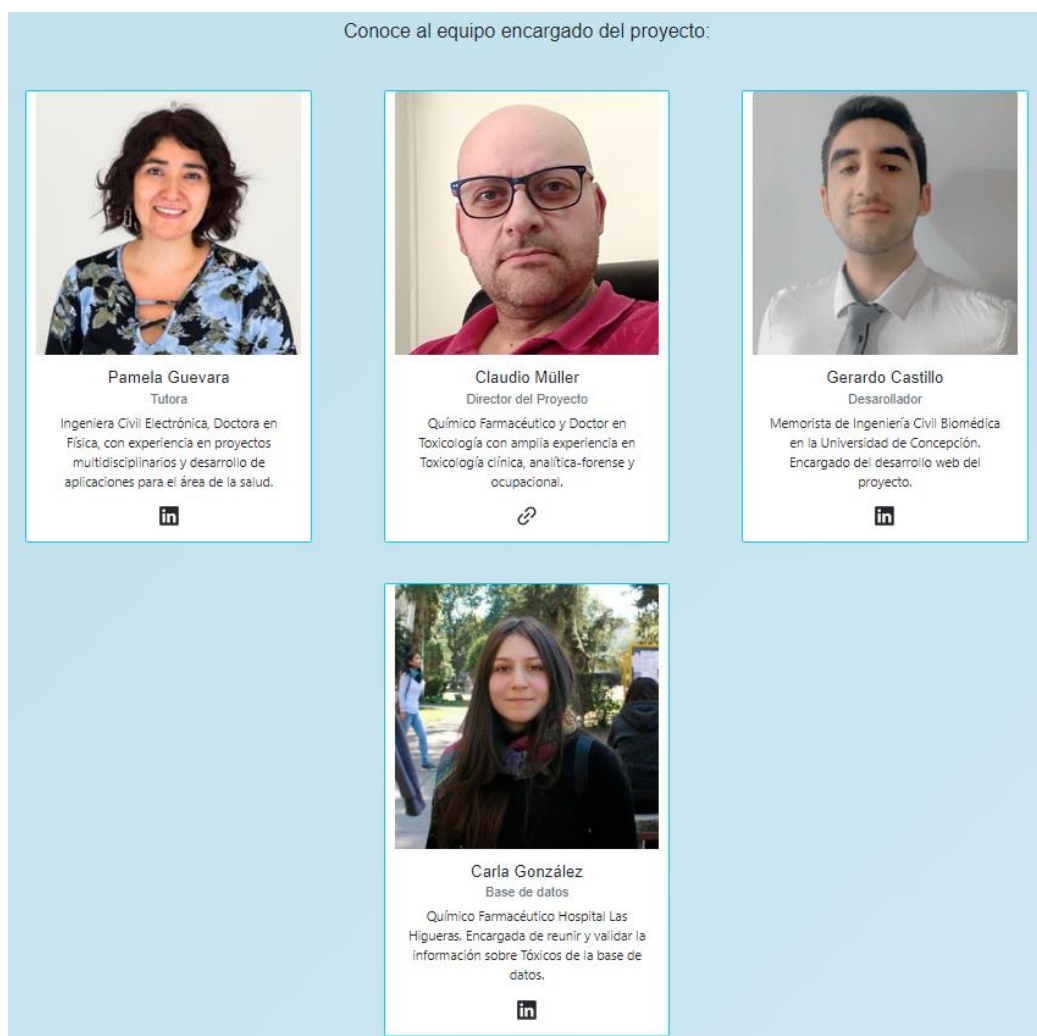 Conoce al equipo encargado del proyecto:
Pamela Guevara
Tutora
Ingeniera Civil Electrónica, Doctora en
Física, con experiencia en proyectos
multidisciplinarios y desarrollo de
aplicaciones para el área de la salud.
in
Claudio Müller
Director del Proyecto
Químico Farmacéutico y Doctor en
Toxicología con amplia experiencia en
Toxicología clínica, analítica-forense y
ocupacional.
Gerardo Castillo
Desarollador
Memorista de Ingeniería Civil Biomédica
en la Universidad de Concepción.
Encargado del desarrollo web del
proyecto.
in
Carla González
Base de datos
Químico Farmacéutico Hospital Las
Higueras. Encargada de reunir y validar la
información sobre Tóxicos de la base de
datos.
in